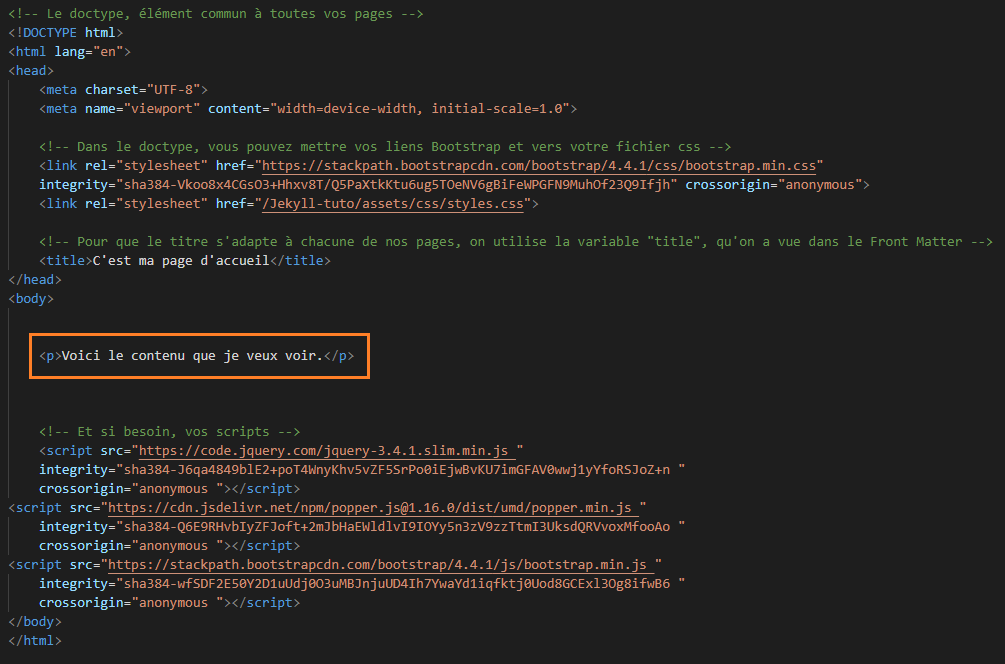 <!-- Le doctype, élément commun à toutes vos pages -->
<!DOCTYPE html>
<html lang="en">
<head>
<meta charset="UTF-8">
<meta name="viewport" content="width=device-width, initial-scale=1.0">
<!-- Dans le doctype, vous pouvez mettre vos liens Bootstrap et vers votre fichier css -->
<link rel="stylesheet" href="https://stackpath.bootstrapcdn.com/bootstrap/4.4.1/css/bootstrap.min.css"
integrity="sha384-Vkoo8x4CGsO3+Hhxv8T/Q5PaXtkKtu6ug5TOeNV6gBiFeWPGFN9MuhOf23Q9Ifjh" crossorigin="anonymous">
<link rel="stylesheet" href="/Jekyll-tuto/assets/css/styles.css">
<!-- Pour que le titre s'adapte à chacune de nos pages, on utilise la variable "title", qu'on a vue dans le Front Matter -->
<title>C'est ma page d'accueil</title>
</head>
<body>
<p>Voici le contenu que je veux voir.</p>
<!-- Et si besoin, vos scripts -->
<script src="https://code.jquery.com/jquery-3.4.1.slim.min.js "
integrity="sha384-J6qa4849blE2+poT4WnyKhv5vZF5SrPo0iEjwBvKU7imGFAV0wwj1yYfoRSJoZ+n "
crossorigin="anonymous "></script>
<script src="https://cdn.jsdelivr.net/npm/popper.js@1.16.0/dist/umd/popper.min.js "
integrity="sha384-Q6E9RHvbIyZFJoft+2mJbHaEWldlvI9IOYy5n3zV9zzTtmI3UksdQRVvoxMfooAo "
crossorigin="anonymous "></script>
<script src="https://stackpath.bootstrapcdn.com/bootstrap/4.4.1/js/bootstrap.min.js "
integrity="sha384-wfSDF2E50Y2D1uUdj0O3uMBJnjuUD4Ih7YwaYd1iqfktj0Uod8GCExl3Og8ifwB6 "
crossorigin="anonymous "></script>
</body>
</html>